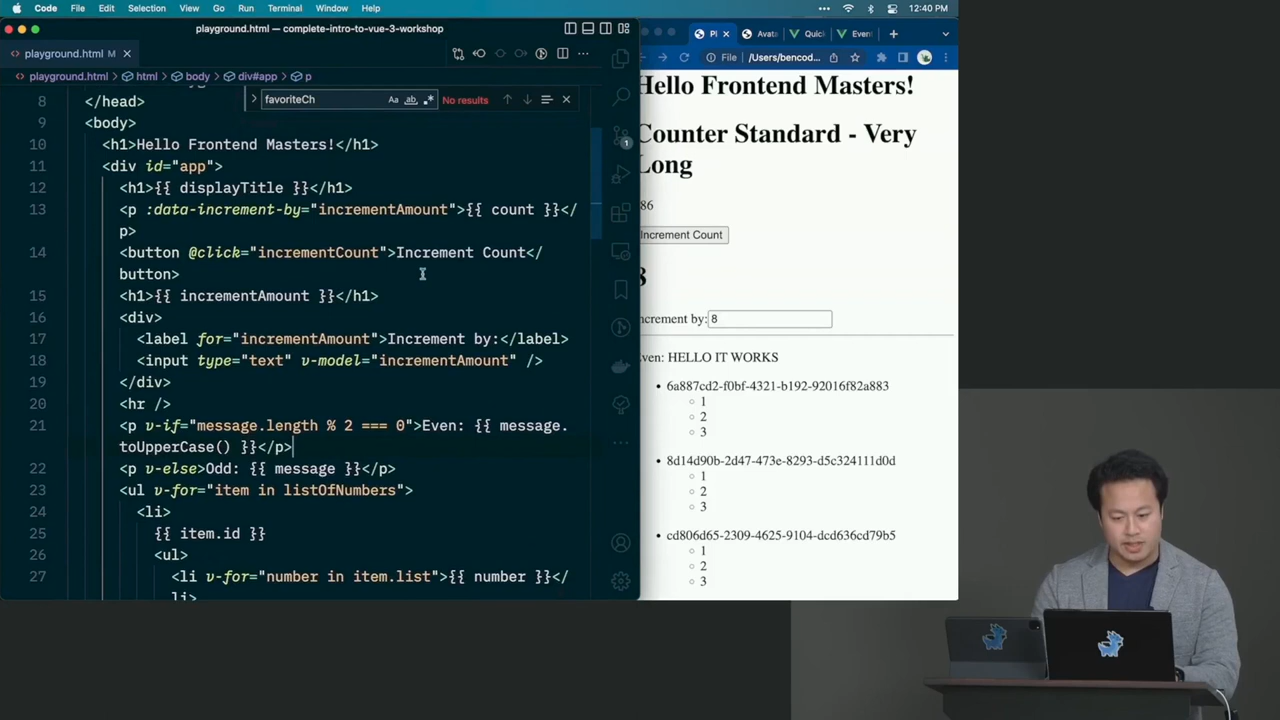 Code File Edit Selection View Go Run Terminal Window Help 12:40 PM
playground.html — complete-intro-to-vue-3-workshop
playground.html
playground.html > html > body > div#app > p
favoriteCh Aa ab No results
8 </head>
9 <body>
10 <h1>Hello Frontend Masters!</h1>
11 <div id="app">
12 <h1>{{ displayTitle }}</h1>
13 <p :data-increment-by="incrementAmount">{{ count }}</
p>
14 <button @click="incrementCount">Increment Count</
button>
15 <h1>{{ incrementAmount }}</h1>
16 <div>
17 <label for="incrementAmount">Increment by:</label>
18 <input type="text" v-model="incrementAmount" />
19 </div>
20 <hr />
21 <p v-if="message.length % 2 === 0">Even: {{ message.
toUpperCase() }}</p>
22 <p v-else>Odd: {{ message }}</p>
23 <ul v-for="item in listOfNumbers">
24 <li>
25 {{ item.id }}
26 <ul>
27 <li v-for="number in item.list">{{ number }}</
li>
1
Pl Avata Quick Even
File /Users/bencod
Hello Frontend Masters!
Counter Standard - Very
Long
86
Increment Count
8
ncrement by: 8
Even: HELLO IT WORKS
6a887cd2-f0bf-4321-b192-92016f82a883
1
2
3
8d14d90b-2d47-473e-8293-d5c324111d0d
1
2
3
cd806d65-2309-4625-9104-dcd636cd79b5
1
2
3